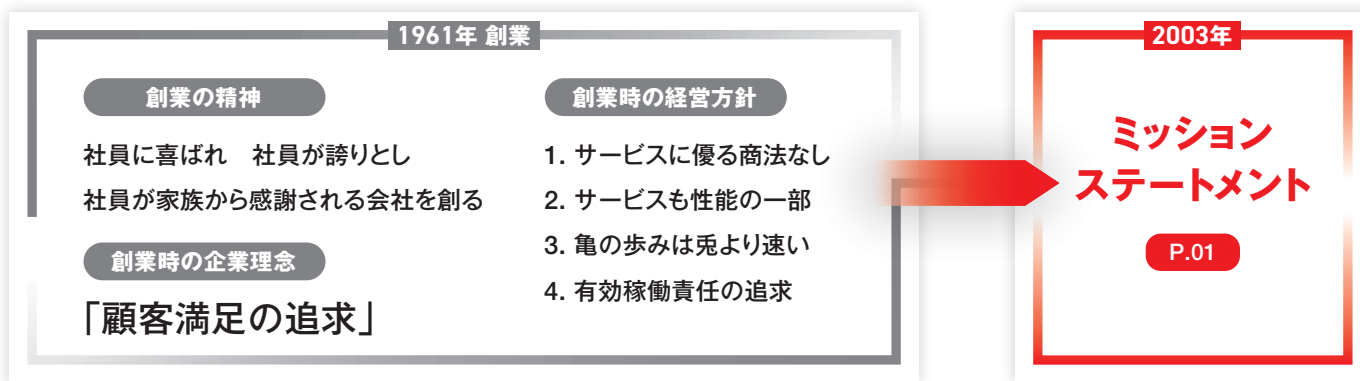 1961年 創業
創業の精神
社員に喜ばれ　社員が誇りとし
社員が家族から感謝される会社を創る
創業時の企業理念
「顧客満足の追求」
創業時の経営方針
1. サービスに優る商法なし
2. サービスも性能の一部
3. 亀の歩みは兎より速い
4. 有効稼働責任の追求
2003年
ミッション
ステートメント
P.01